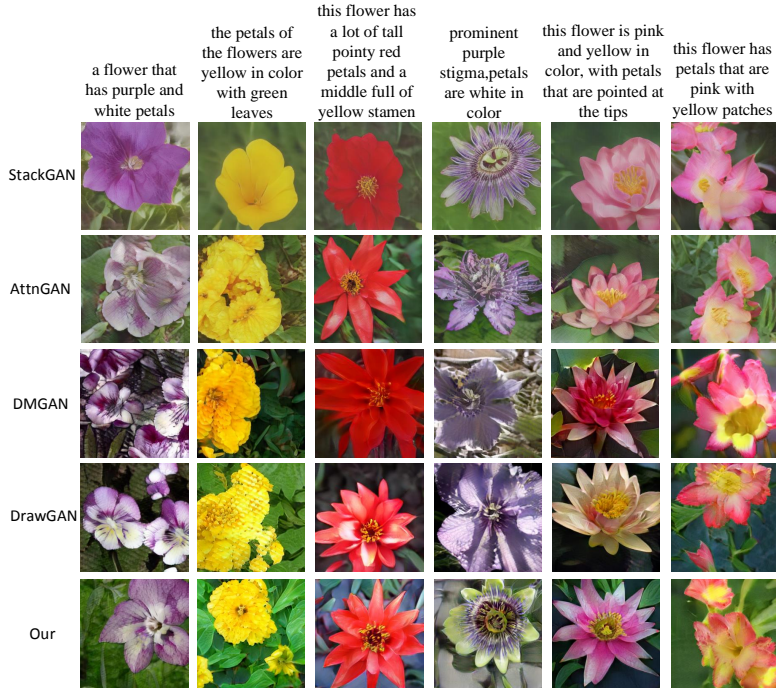 a flower that
has purple and
white petals
the petals of
the flowers are
yellow in color
with green
leaves
this flower has
a lot of tall
pointy red
petals and a
middle full of
yellow stamen
prominent
purple
stigma,petals
are white in
color
this flower is pink
and yellow in
color, with petals
that are pointed at
the tips
this flower has
petals that are
pink with
yellow patches
StackGAN
AttnGAN
DMGAN
DrawGAN
Our